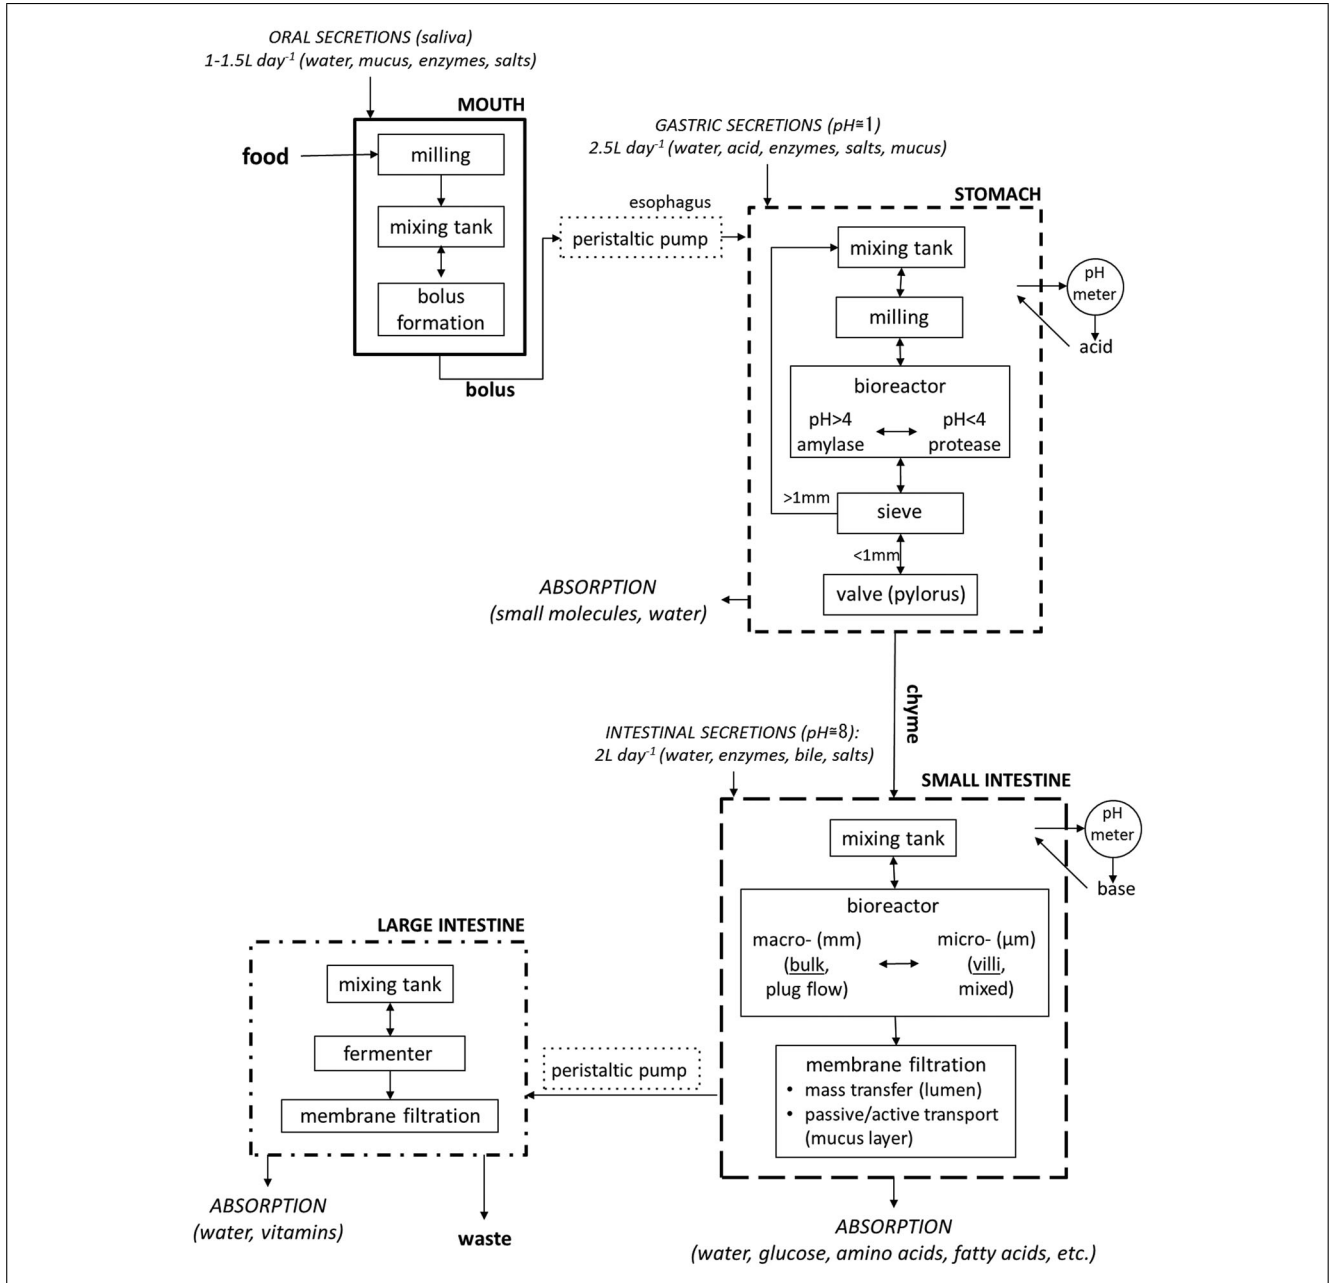 ORAL SECRETIONS (saliva)
1-1.5L day-1 (water, mucus, enzymes, salts)
MOUTH
food
milling
mixing tank
bolus
formation
bolus
esophagus
peristaltic pump
GASTRIC SECRETIONS (pH≅1)
2.5L day-1 (water, acid, enzymes, salts, mucus)
STOMACH
mixing tank
milling
bioreactor
pH>4
amylase
pH<4
protease
>1mm
sieve
<1mm
valve (pylorus)
pH
meter
acid
ABSORPTION
(small molecules, water)
chyme
INTESTINAL SECRETIONS (pH≅8):
2L day-1 (water, enzymes, bile, salts)
SMALL INTESTINE
mixing tank
bioreactor
macro- (mm)
(bulk,
plug flow)
micro- (µm)
(villi,
mixed)
membrane filtration
• mass transfer (lumen)
• passive/active transport
(mucus layer)
pH
meter
base
ABSORPTION
(water, glucose, amino acids, fatty acids, etc.)
peristaltic pump
LARGE INTESTINE
mixing tank
fermenter
membrane filtration
ABSORPTION
(water, vitamins)
waste